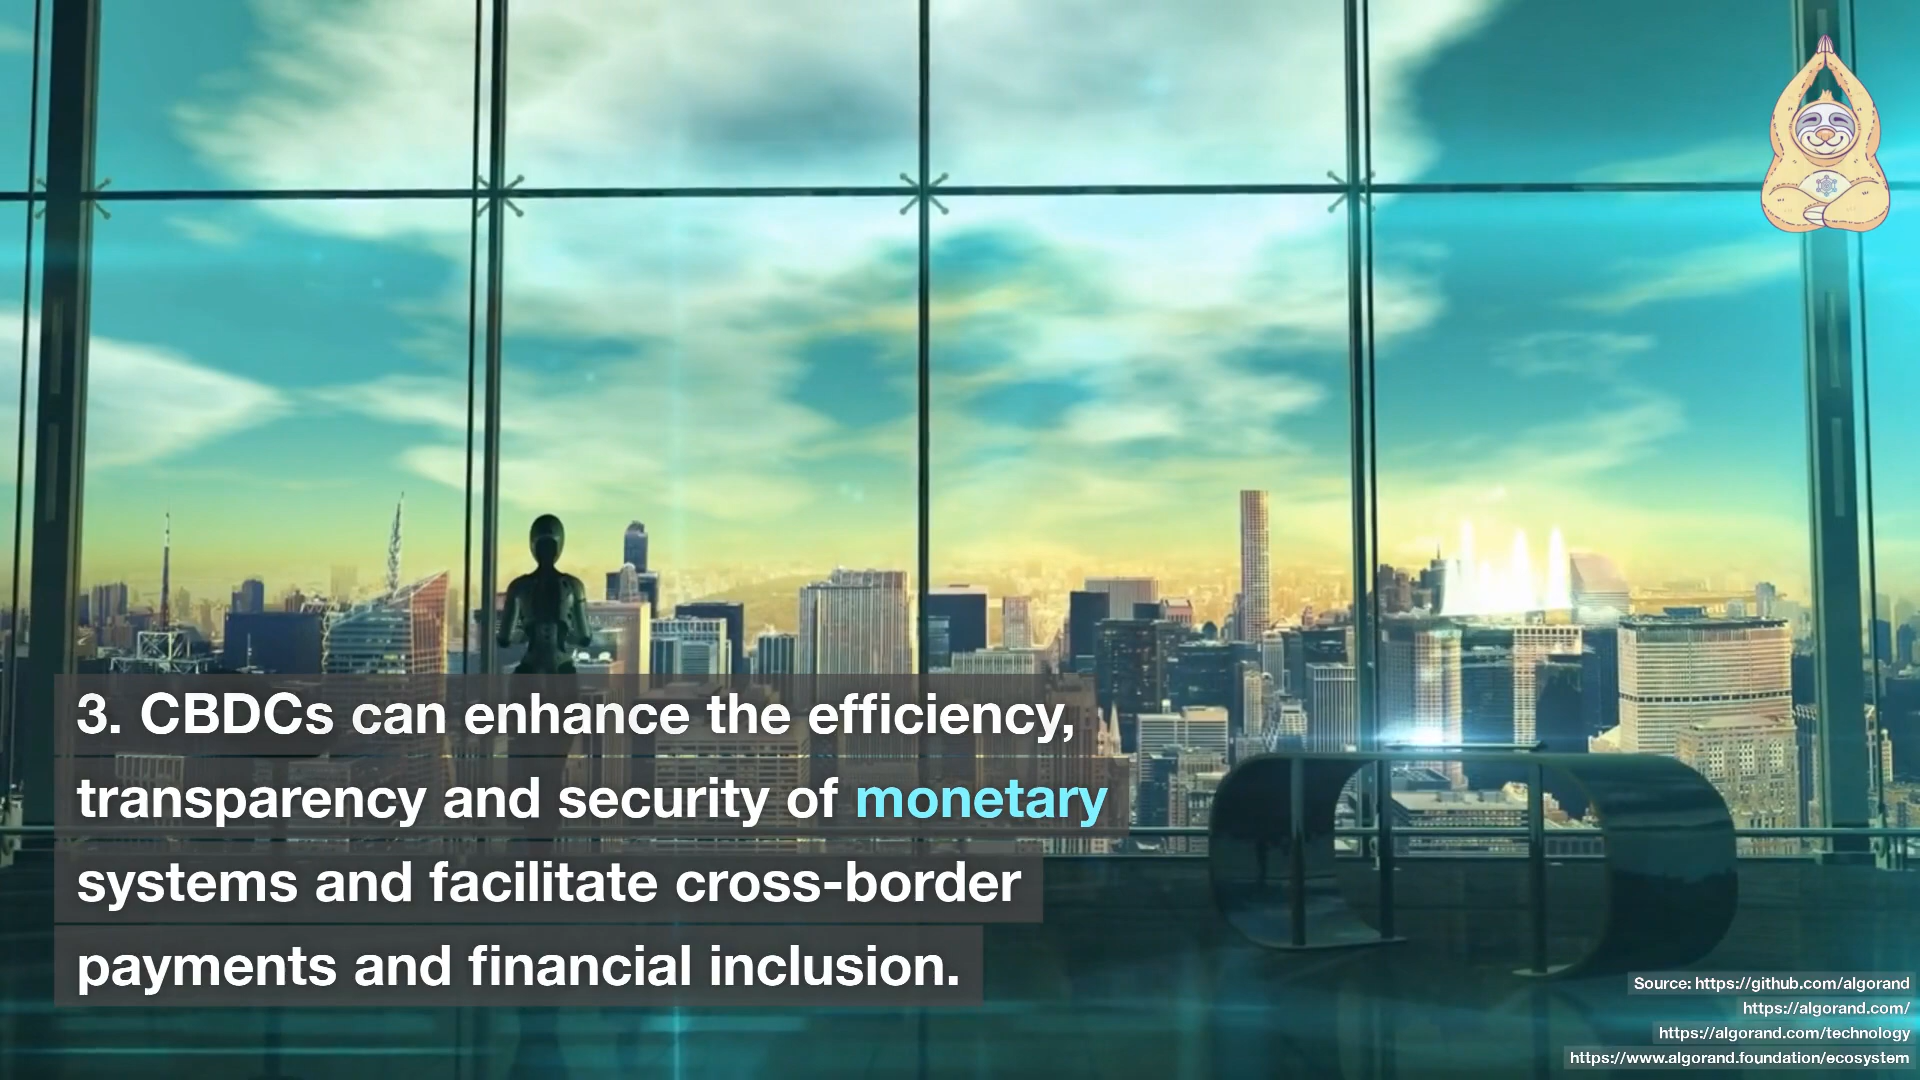 3. CBDCs can enhance the efficiency,
transparency and security of monetary
systems and facilitate cross-border
payments and financial inclusion.
Source: https://github.com/algorand
https://algorand.com/
https://algorand.com/technology
https://www.algorand.foundation/ecosystem